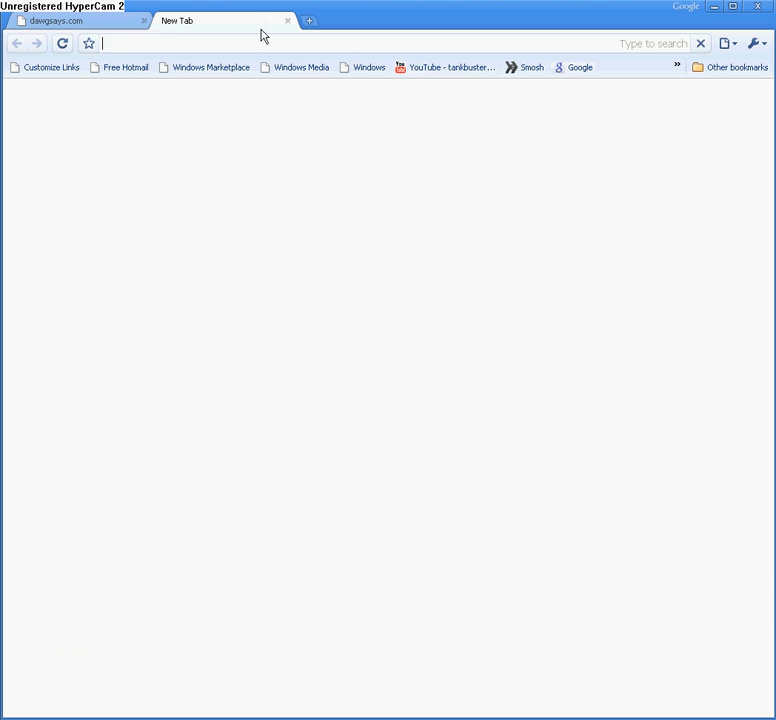 Unregistered HyperCam 2
Google
dawgsays.com
New Tab
Type to search
Customize Links
Free Hotmail
Windows Marketplace
Windows Media
Windows
You
YouTube - tankbuster...
Smosh
Google
»
Other bookmarks